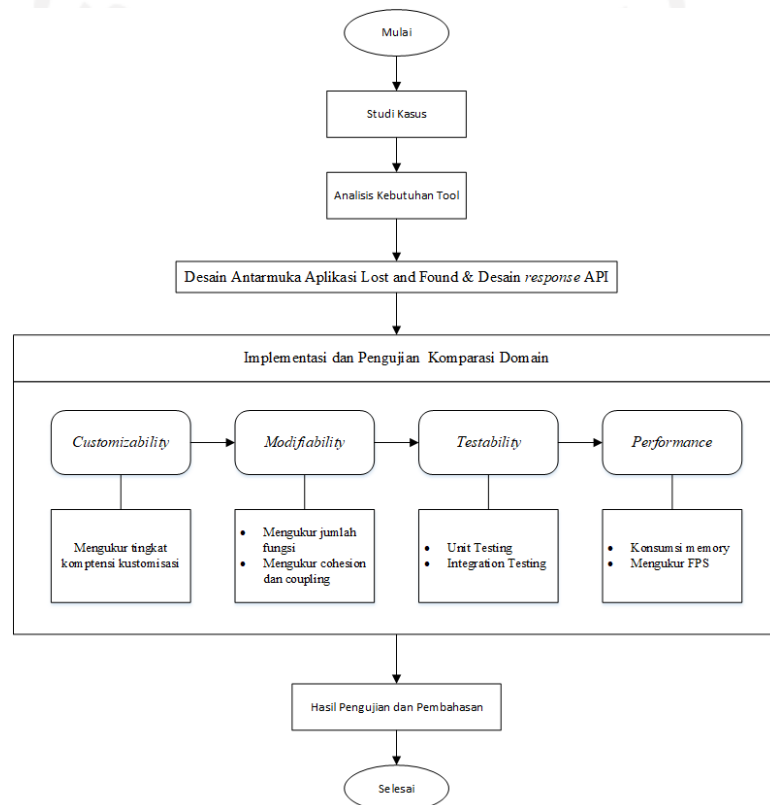 Mulai
Studi Kasus
Analisis Kebutuhan Tool
Desain Antarmuka Aplikasi Lost and Found & Desain response API
Implementasi dan Pengujian Komparasi Domain
Customizability
Modifiability
Testability
Performance
Mengukur tingkat
komptensi kustomisasi
• Mengukur jumlah
fungsi
• Mengukur cohesion
dan coupling
• Unit Testing
• Integration Testing
• Konsumsi memory
• Mengukur FPS
Hasil Pengujian dan Pembahasan
Selesai